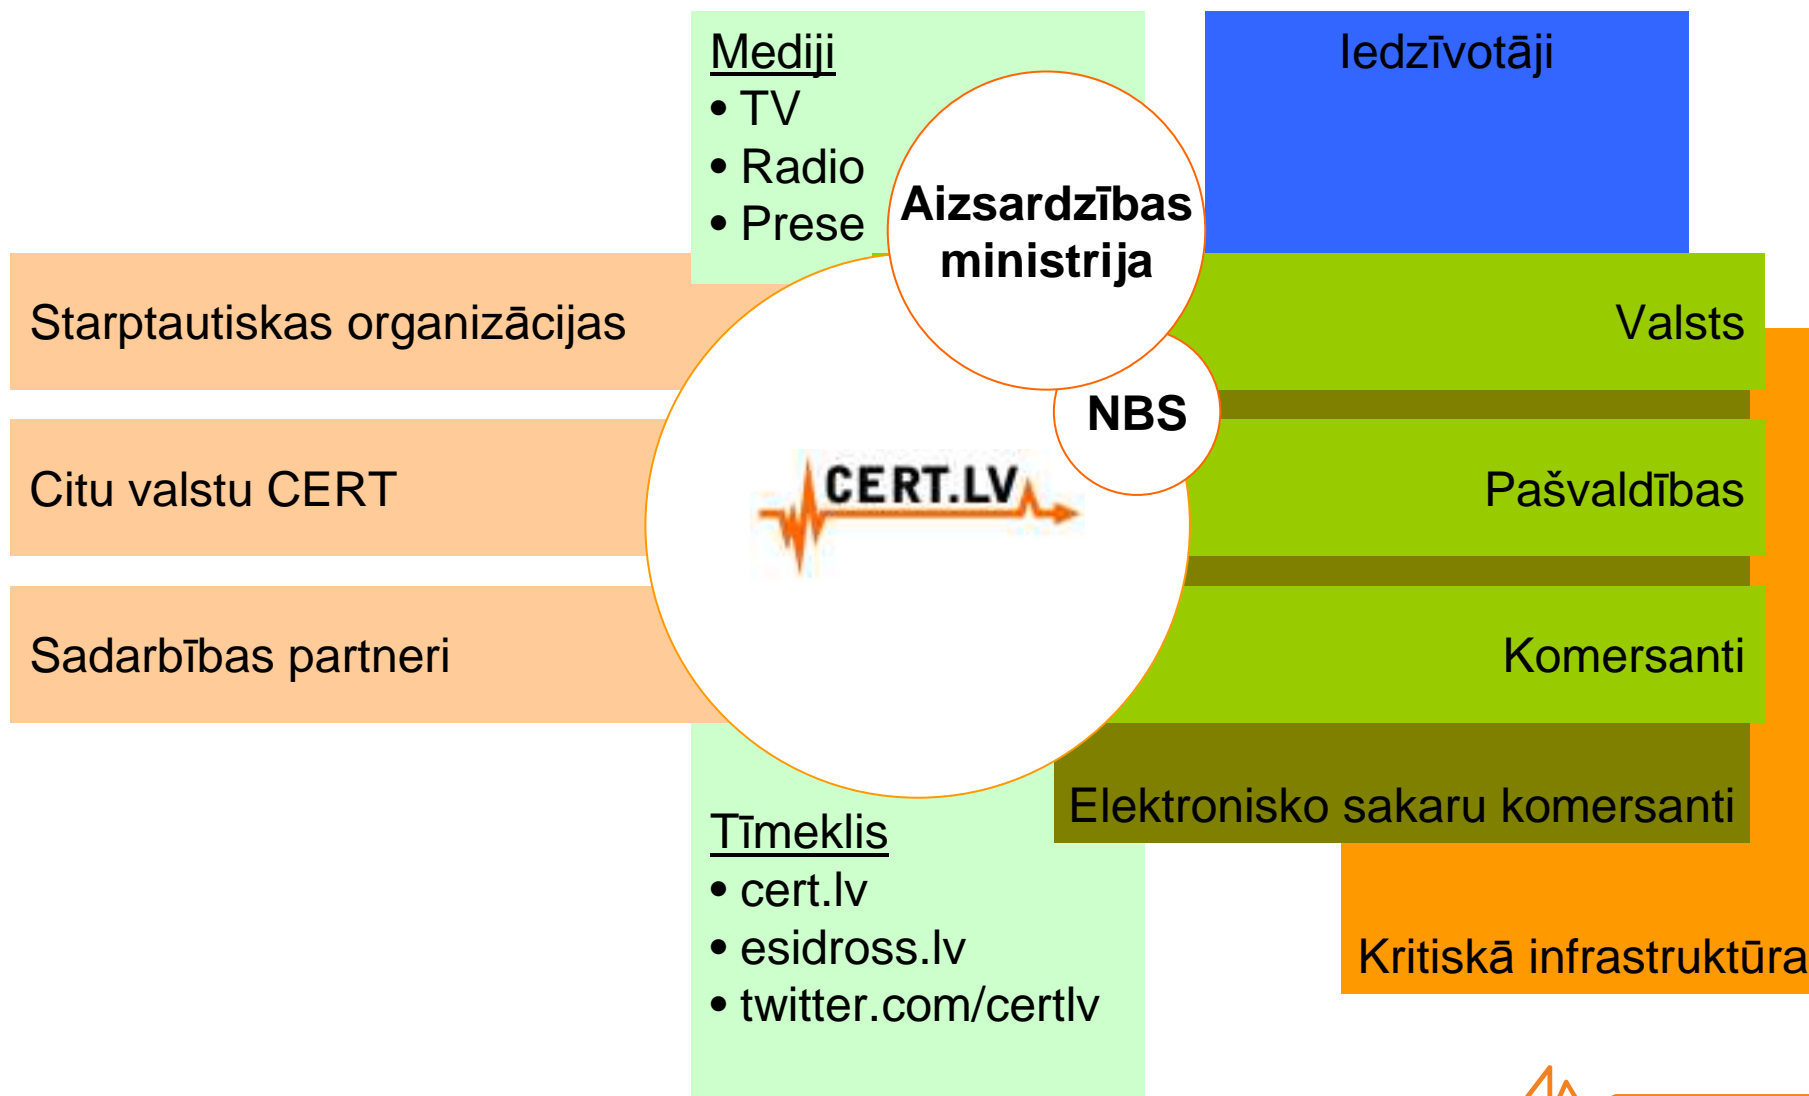 Mediji
• TV
• Radio
• Prese
Iedzīvotāji
Aizsardzības
ministrija
NBS
Starptautiskas organizācijas
Citu valstu CERT
Sadarbības partneri
CERT.LV
Valsts
Pašvaldības
Komersanti
Elektronisko sakaru komersanti
Kritiskā infrastruktūra
Tīmeklis
• cert.lv
• esidross.lv
• twitter.com/certlv